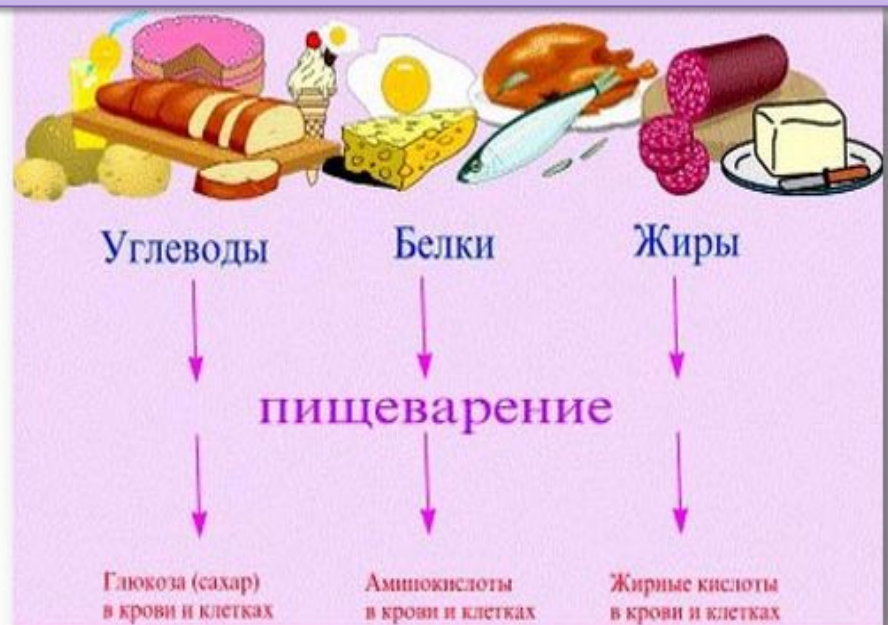 Углеводы Белки Жиры
пищеварение
Глюкоза (сахар) Аминокислоты Жирные кислоты
в крови и клетках в крови и клетках в крови и клетках